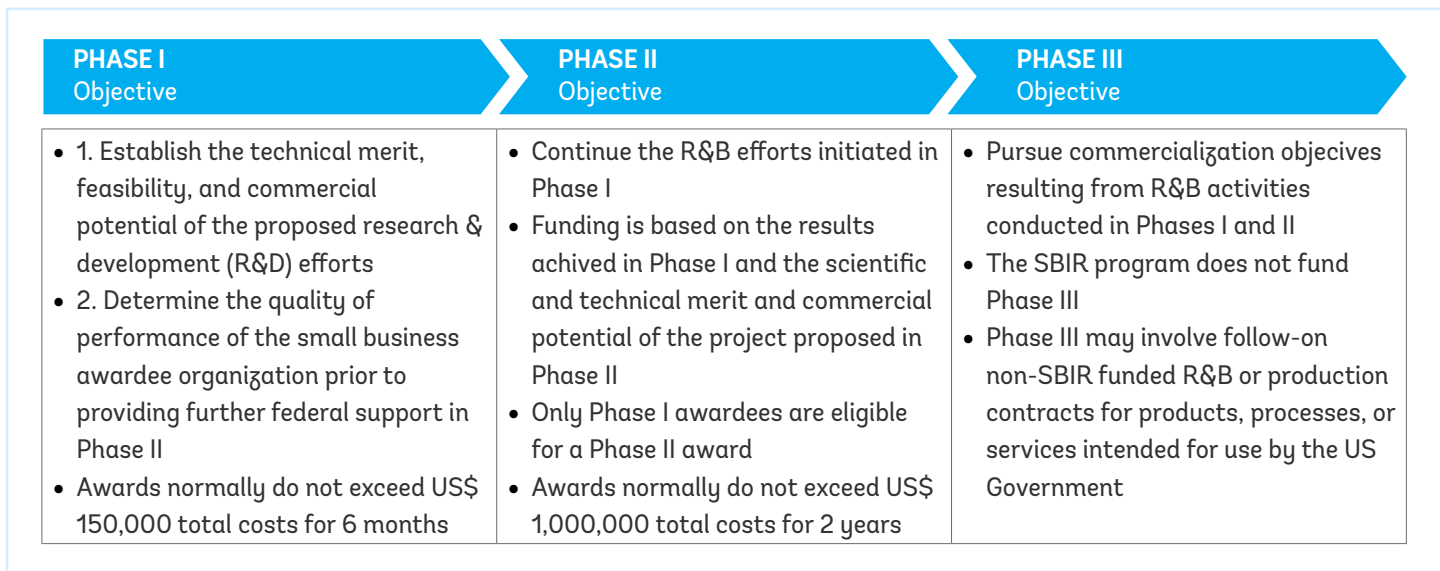 PHASE I
Objective
• 1. Establish the technical merit,
feasibility, and commercial
potential of the proposed research &
development (R&D) efforts
• 2. Determine the quality of
performance of the small business
awardee organization prior to
providing further federal support in
Phase II
• Awards normally do not exceed US$
150,000 total costs for 6 months
PHASE II
Objective
• Continue the R&B efforts initiated in
Phase I
• Funding is based on the results
achived in Phase I and the scientific
and technical merit and commercial
potential of the project proposed in
Phase II
• Only Phase I awardees are eligible
for a Phase II award
• Awards normally do not exceed US$
1,000,000 total costs for 2 years
PHASE III
Objective
• Pursue commercialization objecives
resulting from R&B activities
conducted in Phases I and II
• The SBIR program does not fund
Phase III
• Phase III may involve follow-on
non-SBIR funded R&B or production
contracts for products, processes, or
services intended for use by the US
Government